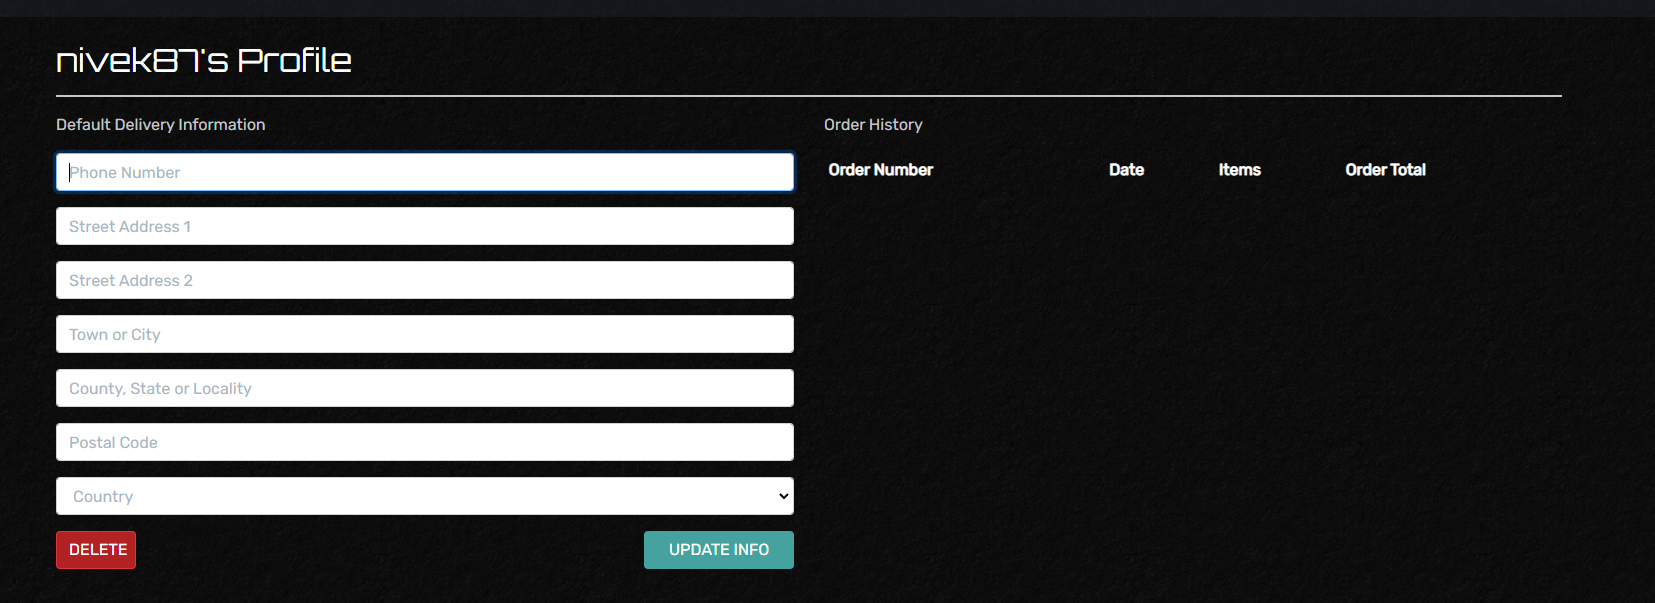 nivek87's Profile
Default Delivery Information
Phone Number
Street Address 1
Street Address 2
Town or City
County, State or Locality
Postal Code
Country
DELETE
UPDATE INFO
Order History
Order Number Date Items Order Total